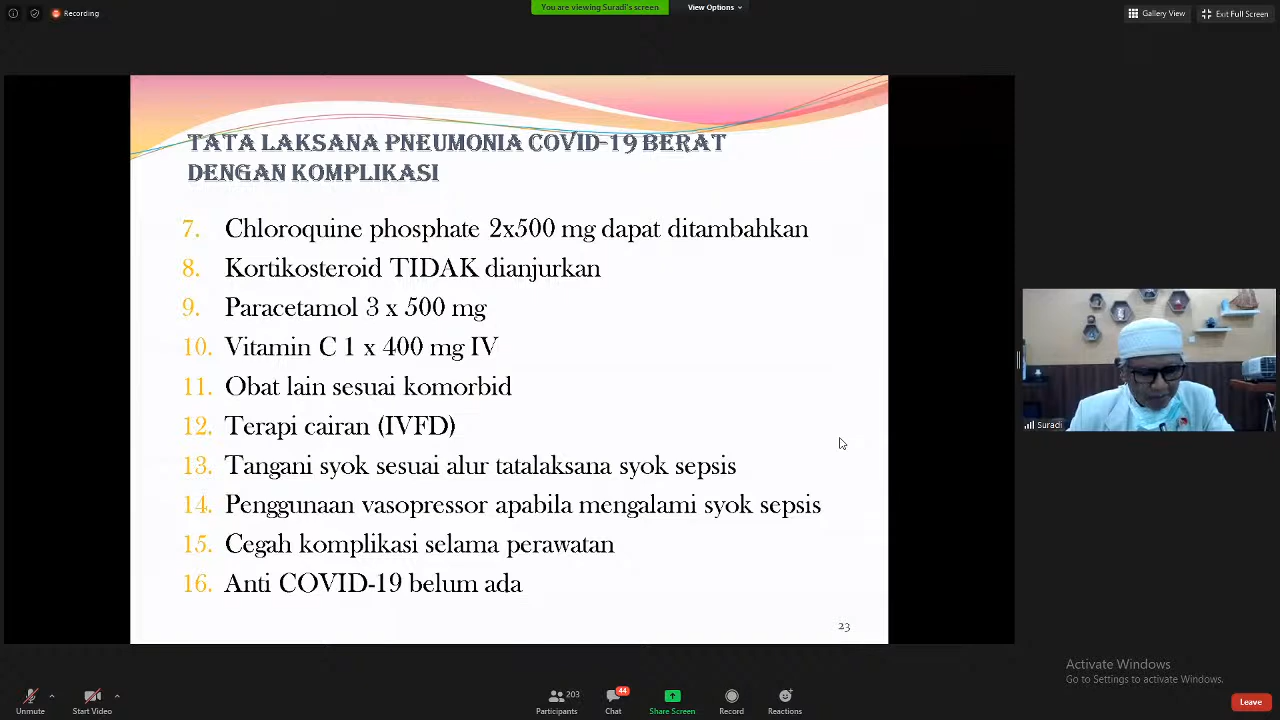 Recording
You are viewing Suradi's screen
View Options
Gallery View
Exit Full Screen
TATA LAKSANA PNEUMONIA COVID-19 BERAT
DENGAN KOMPLIKASI
7. Chloroquine phosphate 2x500 mg dapat ditambahkan
8. Kortikosteroid TIDAK dianjurkan
9. Paracetamol 3 x 500 mg
10. Vitamin C 1 x 400 mg IV
11. Obat lain sesuai komorbid
12. Terapi cairan (IVFD)
13. Tangani syok sesuai alur tatalaksana syok sepsis
14. Penggunaan vasopressor apabila mengalami syok sepsis
15. Cegah komplikasi selama perawatan
16. Anti COVID-19 belum ada
23
Suradi
Activate Windows
Go to Settings to activate Windows.
Unmute
Start Video
203
Participants
44
Chat
Share Screen
Record
Reactions
Leave